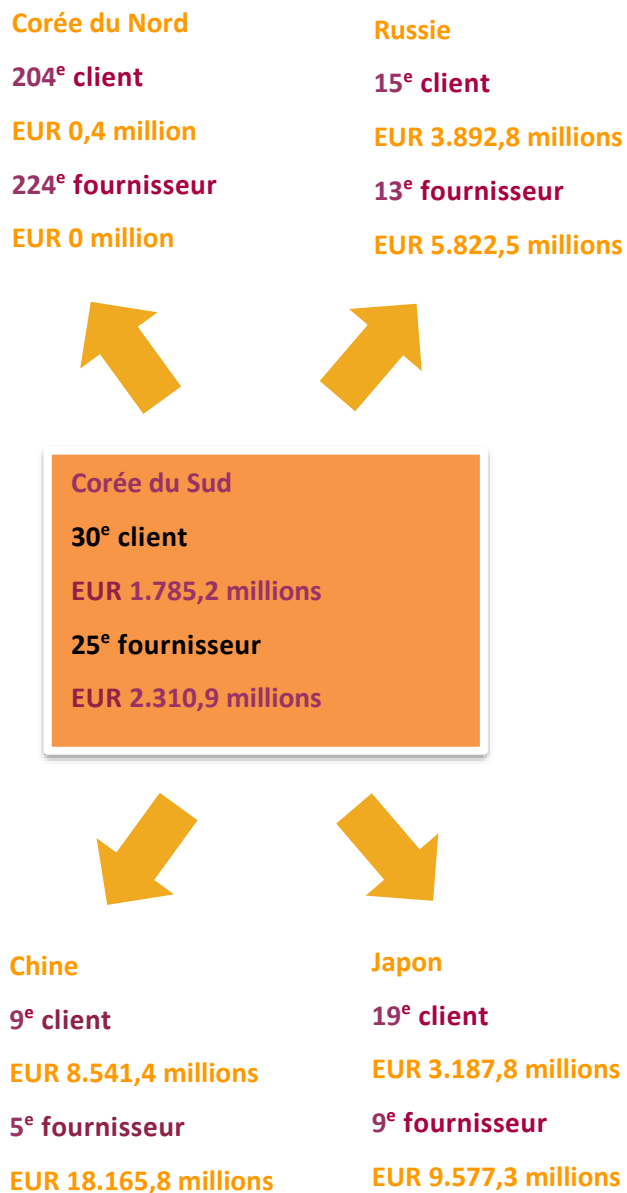 Corée du Nord
204e client
EUR 0,4 million
224e fournisseur
EUR 0 million
Russie
15e client
EUR 3.892,8 millions
13e fournisseur
EUR 5.822,5 millions
Corée du Sud
30e client
EUR 1.785,2 millions
25e fournisseur
EUR 2.310,9 millions
Chine
9e client
EUR 8.541,4 millions
5e fournisseur
EUR 18.165,8 millions
Japon
19e client
EUR 3.187,8 millions
9e fournisseur
EUR 9.577,3 millions